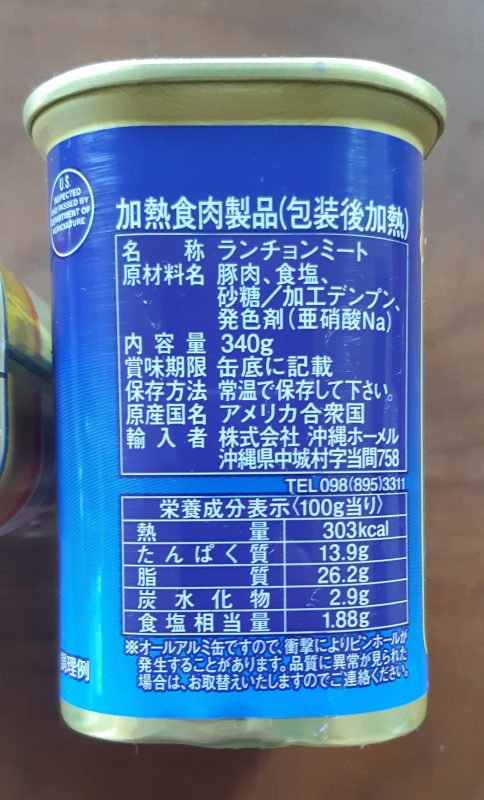 U.S.
INSPECTED
AND PASSED BY
DEPARTMENT OF
AGRICULTURE
加熱食肉製品(包装後加熱)
名称 ランチョンミート
原材料名 豚肉、食塩、
砂糖／加工デンプン、
発色剤(亜硝酸Na)
内容量 340g
賞味期限 缶底に記載
保存方法 常温で保存して下さい。
原産国名 アメリカ合衆国
輸入者 株式会社 沖縄ホーメル
沖縄県中城村字当間758
TEL 098(895)3311
栄養成分表示〈100g当り〉
熱量 303kcal
たんぱく質 13.9g
脂質 26.2g
炭水化物 2.9g
食塩相当量 1.88g
※オールアルミ缶ですので、衝撃によりピンホールが
発生することがあります。品質に異常が見られた
場合は、お取替えいたしますのでご連絡ください。
調理例